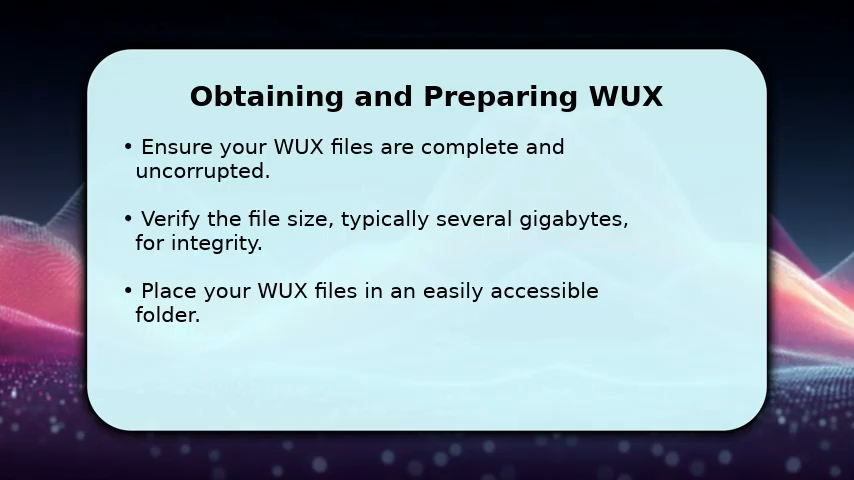 Obtaining and Preparing WUX
• Ensure your WUX files are complete and
uncorrupted.
• Verify the file size, typically several gigabytes,
for integrity.
• Place your WUX files in an easily accessible
folder.